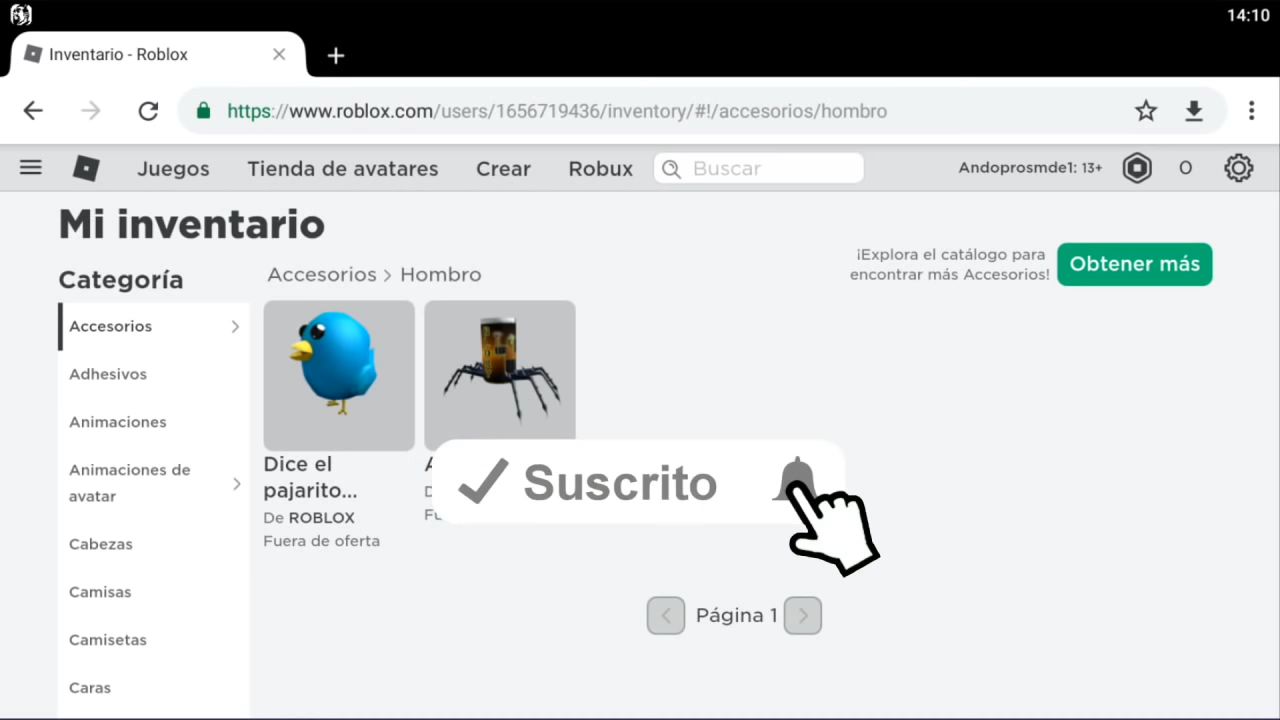 14:10
Inventario - Roblox
https://www.roblox.com/users/1656719436/inventory/#!/accesorios/hombro
Juegos Tienda de avatares Crear Robux Buscar Andoprosmde1: 13+ 0
Mi inventario
¡Explora el catálogo para
encontrar más Accesorios!
Obtener más
Categoría
Accesorios > Hombro
Accesorios
Adhesivos
Animaciones
Animaciones de
avatar
Cabezas
Camisas
Camisetas
Caras
Dice el
pajarito...
De ROBLOX
Fuera de oferta
Suscrito
Página 1